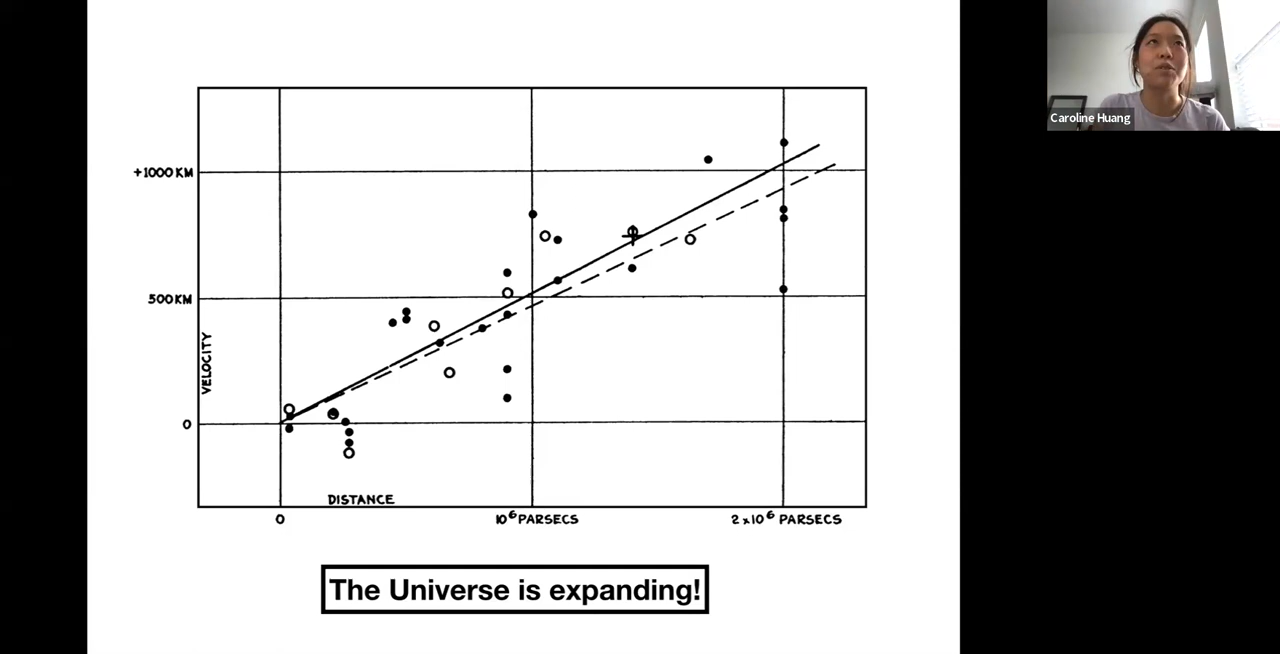 Caroline Huang
+1000 KM
500 KM
VELOCITY
0
DISTANCE
0
10⁶ PARSECS
2 x 10⁶ PARSECS
The Universe is expanding!